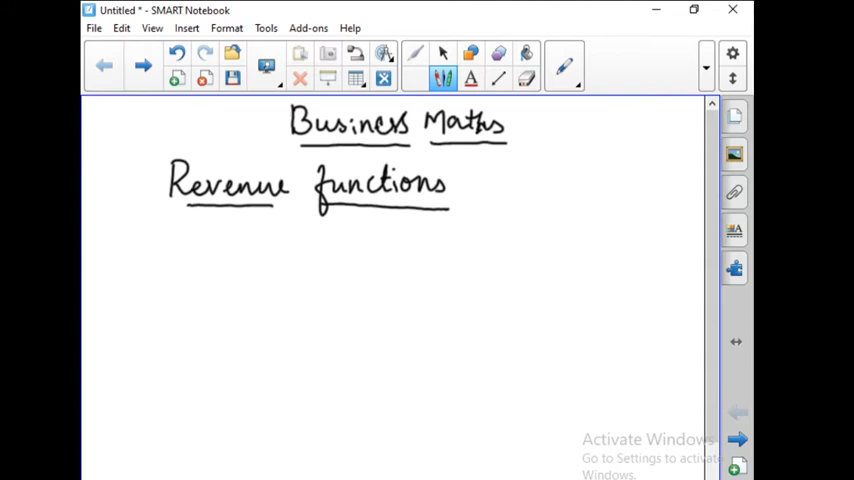 Untitled * - SMART Notebook
File Edit View Insert Format Tools Add-ons Help
Business Maths
Revenue functions
Activate Windows
Go to Settings to activate
Windows.